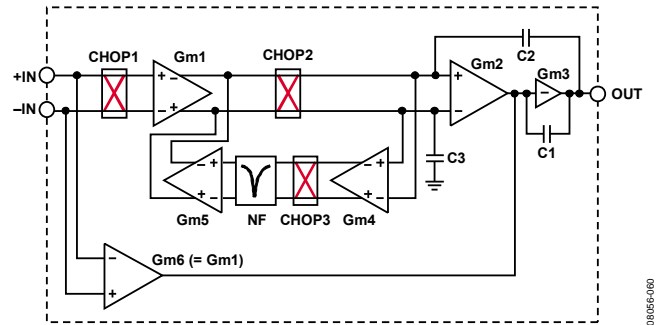 CHOP1
Gm1
CHOP2
C2
+IN
−IN
+
−
−
+
+
−
Gm2
−
Gm3
OUT
C1
C3
−
+
−
+
Gm5
NF
CHOP3
−
+
−
+
Gm4
Gm6 (= Gm1)
−
+
08056-060